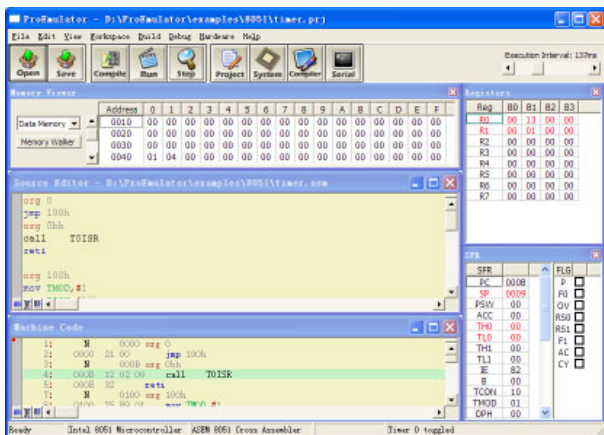 ProEmulator - D:\ProEmulator\examples\8051\timer.prj
File Edit View Workspace Build Debug Hardware Help
Open Save Compile Run Stop Project System Compiler Serial
Execution Interval: 137ms
Memory Viewer
Data Memory
Memory Walker
Address 0 1 2 3 4 5 6 7 8 9 A B C D E F
0010 00 00 00 00 00 00 00 00 00 00 00 00 00 00 00 00
0020 00 00 00 00 00 00 00 00 00 00 00 00 00 00 00 00
0030 00 00 00 00 00 00 00 00 00 00 00 00 00 00 00 00
0040 01 04 00 00 00 00 00 00 00 00 00 00 00 00 00 00
Registers
Reg B0 B1 B2 B3
R0 00 13 00 00
R1 00 01 00 00
R2 00 00 00 00
R3 00 00 00 00
R4 00 00 00 00
R5 00 00 00 00
R6 00 00 00 00
R7 00 00 00 00
Source Editor - D:\ProEmulator\examples\8051\timer.asm
org 0
jmp 100h
org 0bh
call T0ISR
reti
org 100h
mov TMOD,#1
SFR
SFR
PC 000B
SP 0009
PSW 00
ACC 00
TH0 00
TL0 00
TH1 00
TL1 00
IE 82
B 00
TCON 10
TMOD 01
DPH 00
FLG
P
F0
OV
RS0
RS1
F1
AC
CY
Machine Code
1: N 0000 org 0
2: 0000 21 00 jmp 100h
3: N 000B org 0bh
4: 000B 12 02 00 call T0ISR
5: 000E 32 reti
7: N 0100 org 100h
Ready Intel 8051 Microcontroller ASEM 8051 Cross Assembler Timer 0 toggled